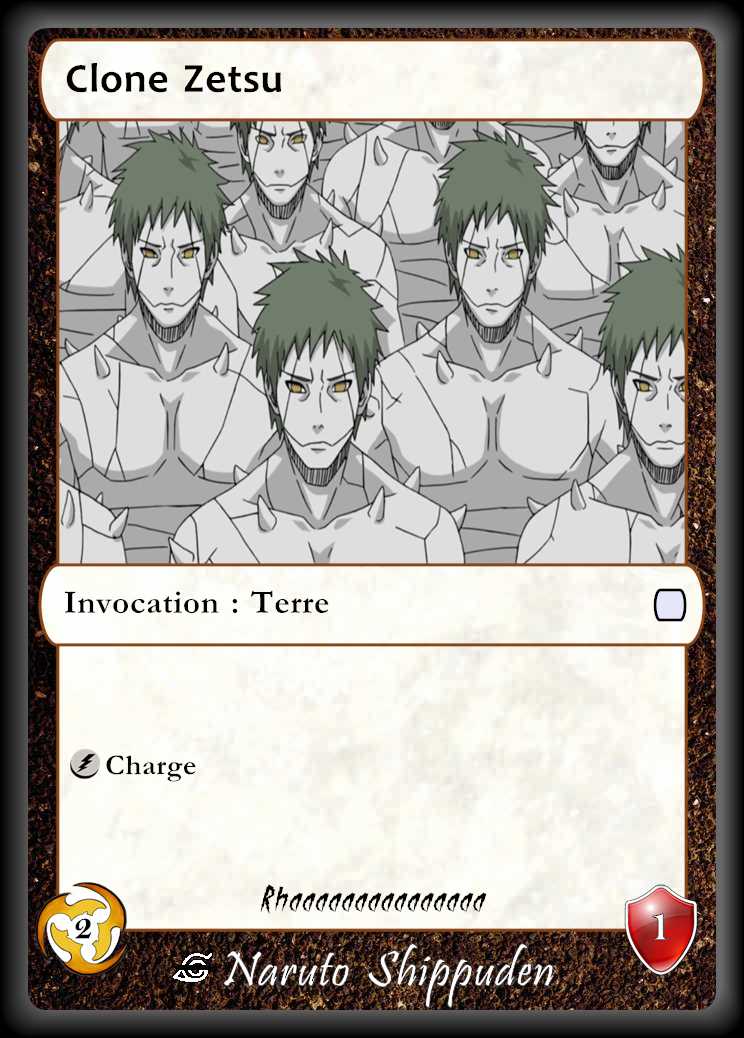 Clone Zetsu
Invocation : Terre
Charge
Rhaaaaaaaaaaaaaaa
2
1
Naruto Shippuden